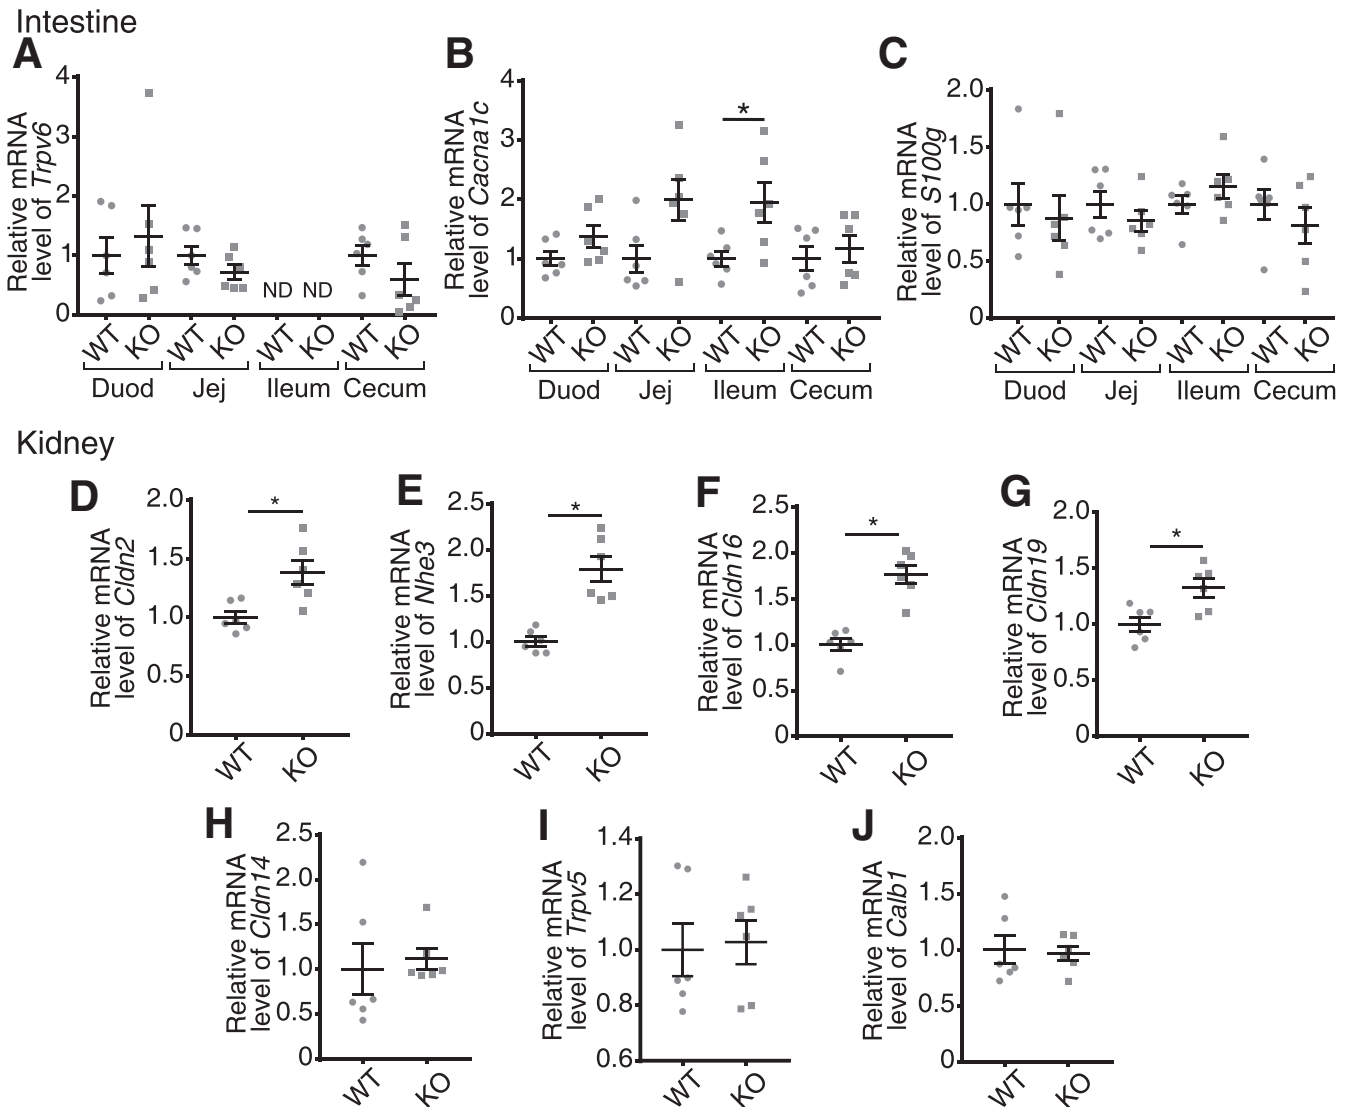 Intestine
A
Relative mRNA
level of Trpv6
4
3
2
1
0
ND ND
WT KO WT KO WT KO WT KO
Duod Jej Ileum Cecum
B
Relative mRNA
level of Cacna1c
4
3
2
1
0
*
WT KO WT KO WT KO WT KO
Duod Jej Ileum Cecum
C
Relative mRNA
level of S100g
2.0
1.5
1.0
0.5
0
WT KO WT KO WT KO WT KO
Duod Jej Ileum Cecum
Kidney
D
Relative mRNA
level of Cldn2
2.0
1.5
1.0
0.5
0
*
WT KO
E
Relative mRNA
level of Nhe3
2.5
2.0
1.5
1.0
0.5
0
*
WT KO
F
Relative mRNA
level of Cldn16
2.5
2.0
1.5
1.0
0.5
0
*
WT KO
G
Relative mRNA
level of Cldn19
2.0
1.5
1.0
0.5
0
*
WT KO
H
Relative mRNA
level of Cldn14
2.5
2.0
1.5
1.0
0.5
0
WT KO
I
Relative mRNA
level of Trpv5
1.4
1.2
1.0
0.8
0.6
WT KO
J
Relative mRNA
level of Calb1
2.0
1.5
1.0
0.5
0
WT KO